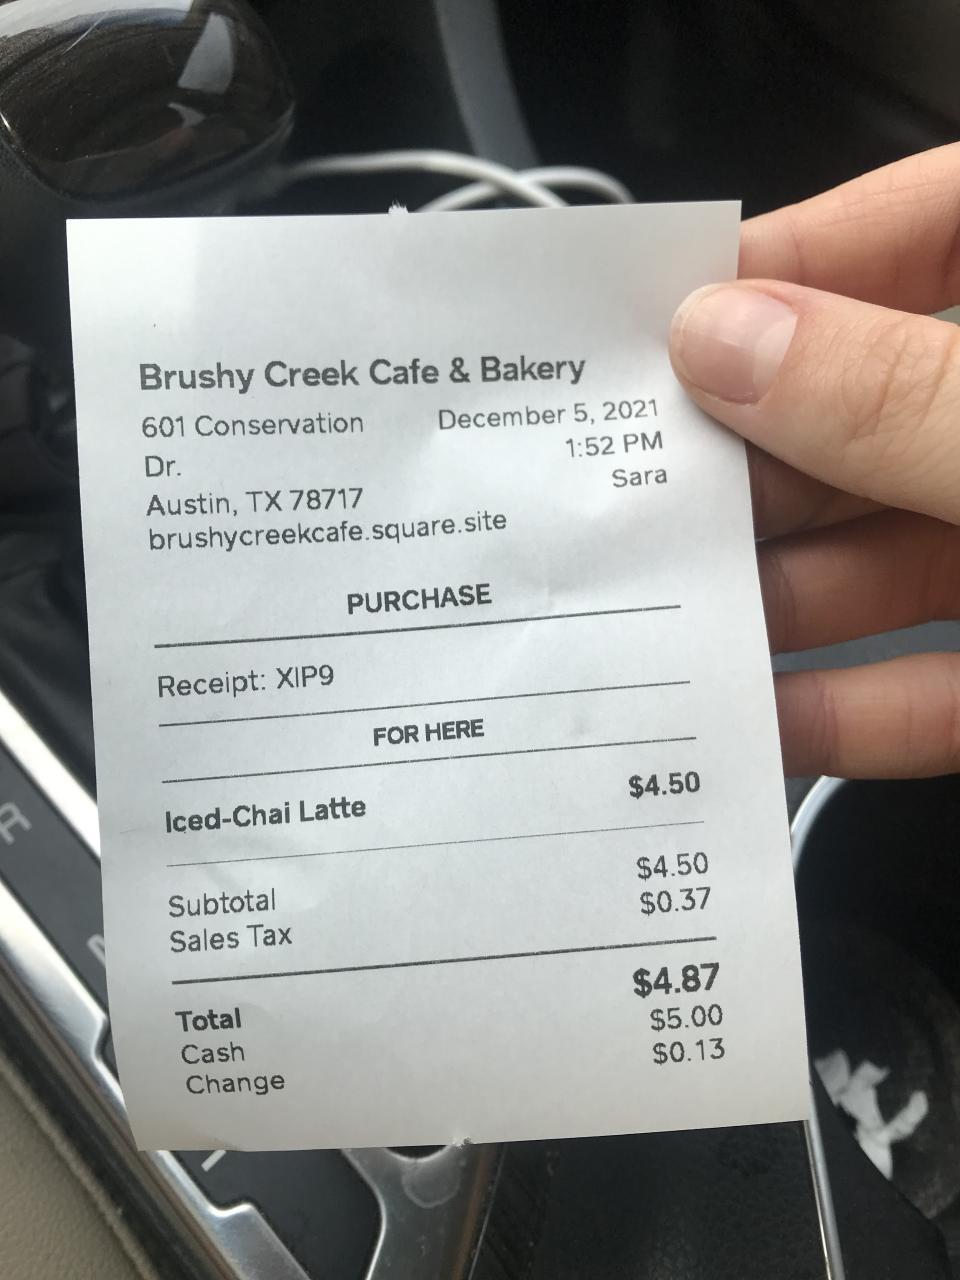 Brushy Creek Cafe & Bakery
601 Conservation Dr.
Austin, TX 78717
brushycreekcafe.square.site
December 5, 2021
1:52 PM
Sara
PURCHASE
Receipt: XIP9
FOR HERE
Iced-Chai Latte $4.50
Subtotal $4.50
Sales Tax $0.37
Total $4.87
Cash $5.00
Change $0.13